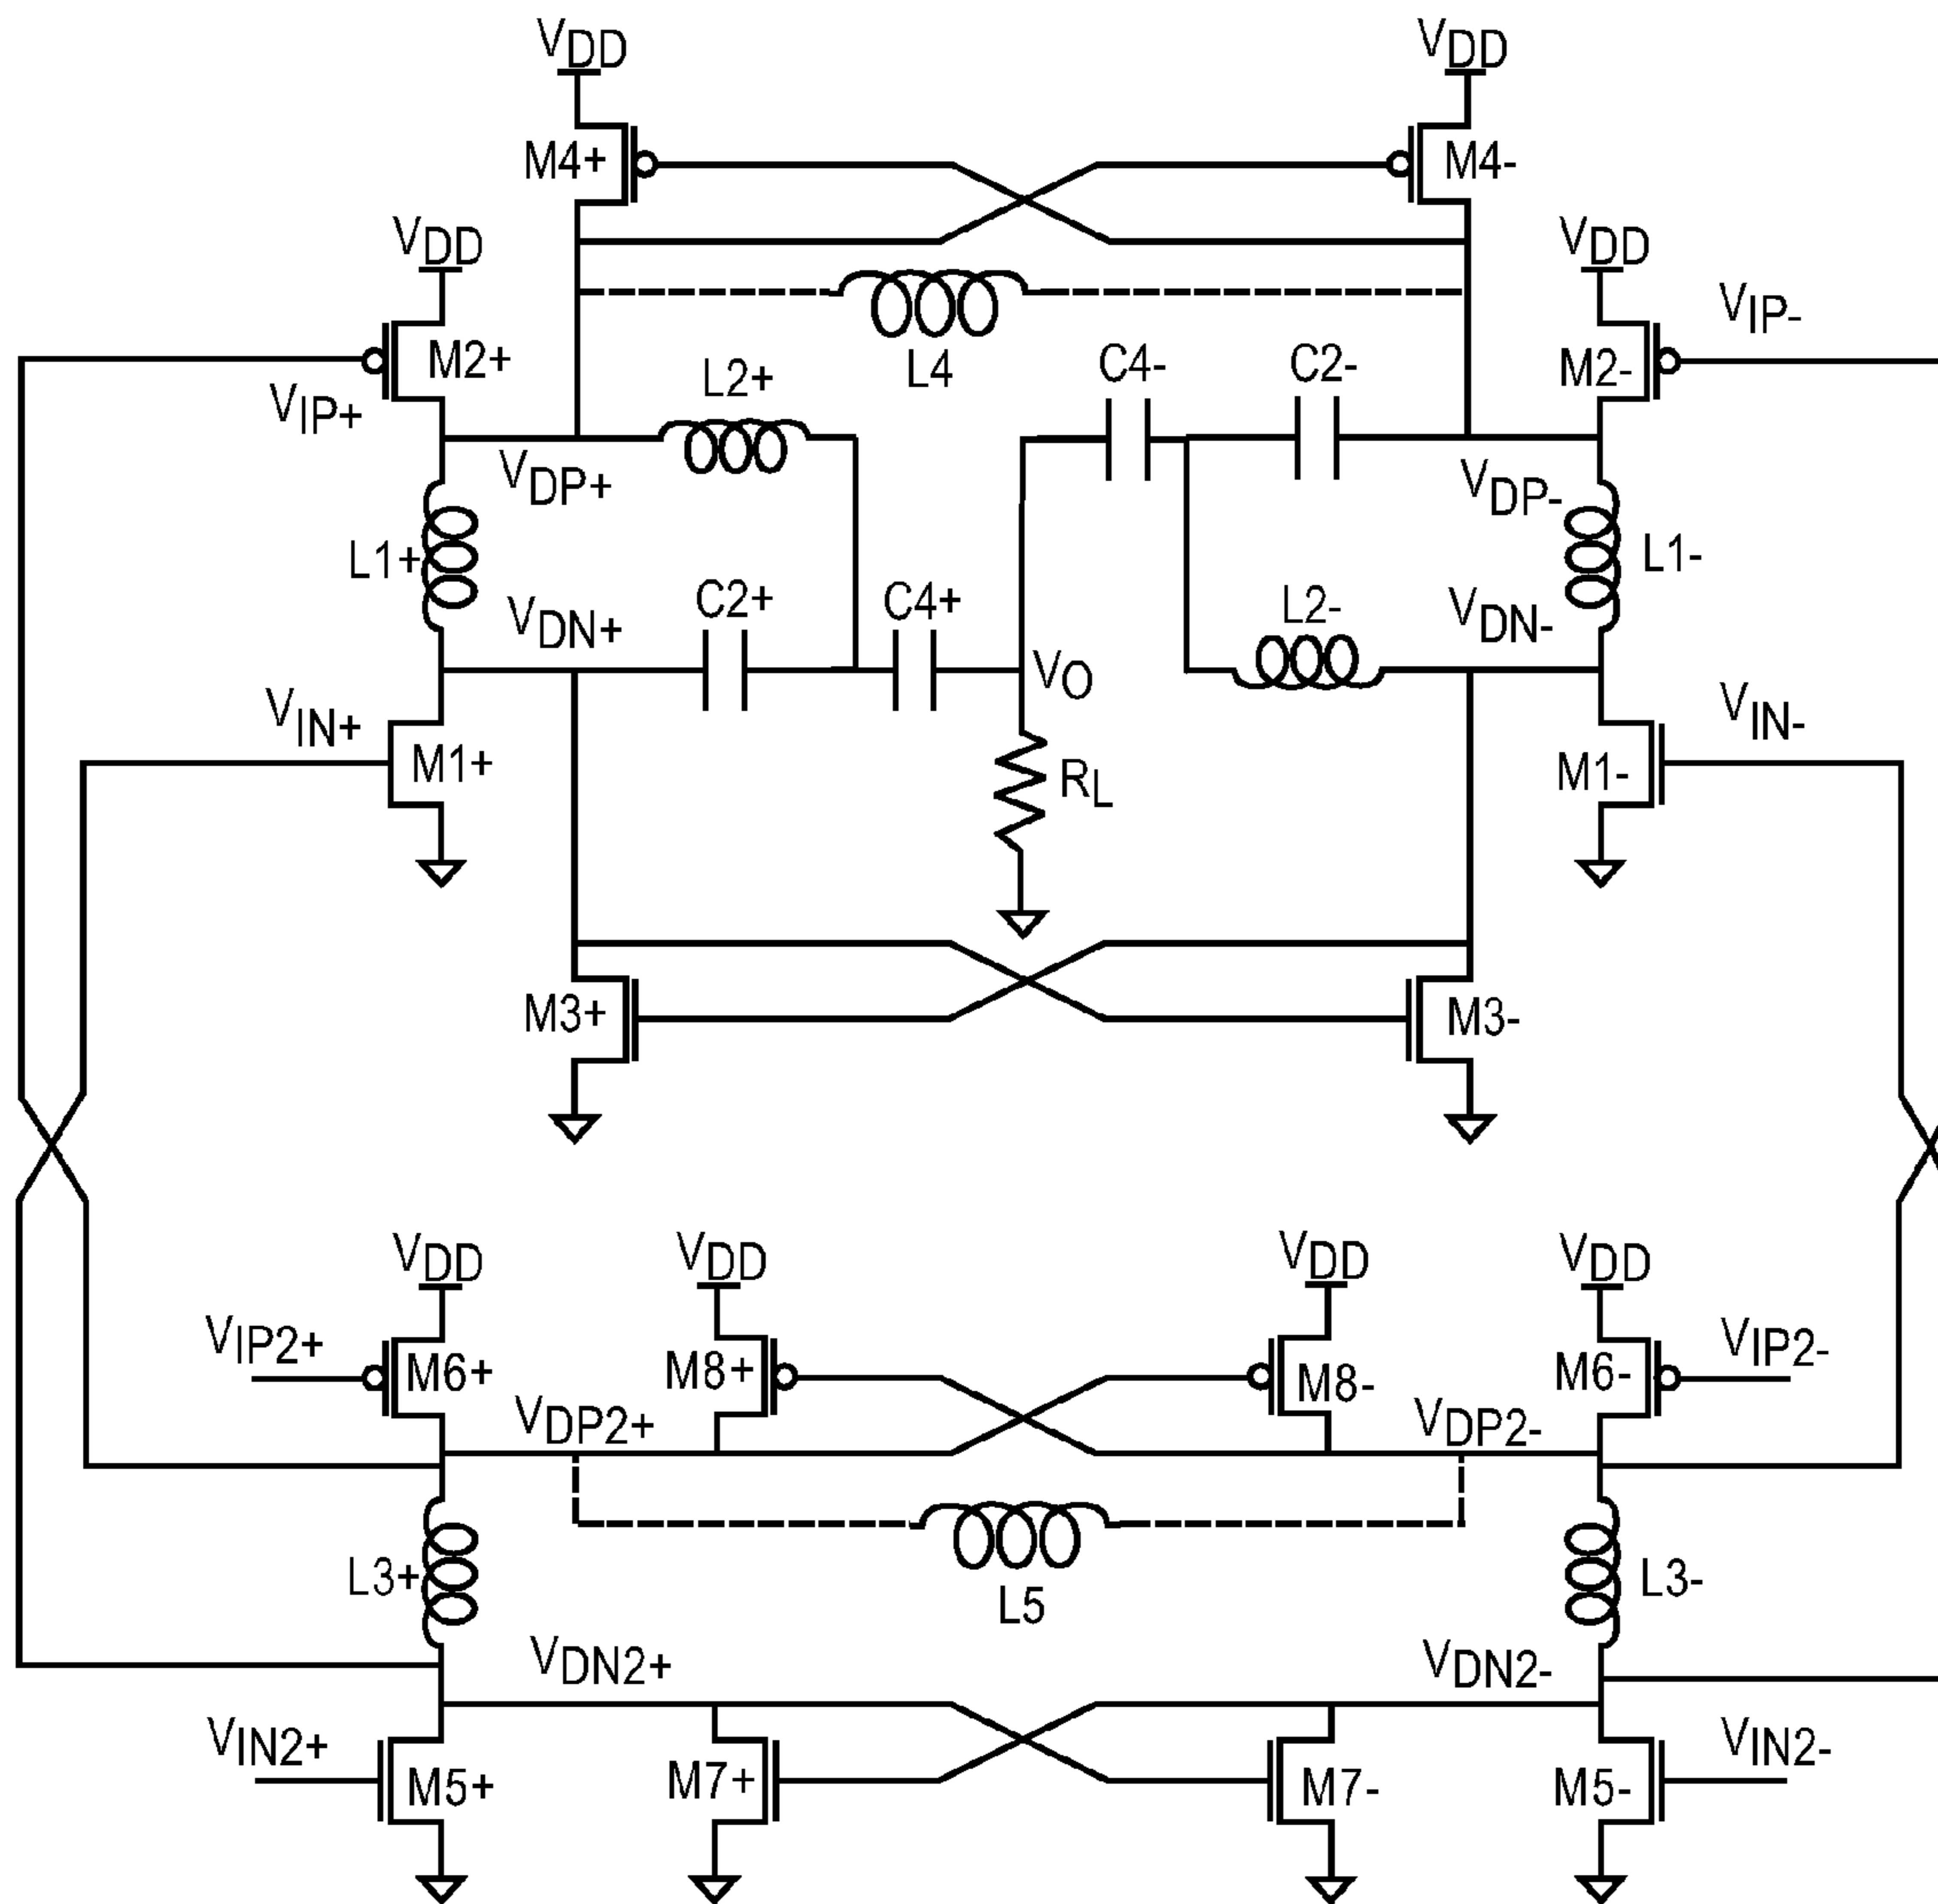 VDD VDD
M4+ M4-
VDD VDD
VIP-
M2+ L4 C4- C2- M2-
L2+
VIP+
VDP+ VDP-
L1+ L1-
VDN+ C2+ C4+ L2- VDN-
VO
VIN+ VIN-
M1+ RL M1-
M3+ M3-
VDD VDD VDD VDD
VIP2+ M6+ M8+ M8- M6- VIP2-
VDP2+ VDP2-
L3+ L5 L3-
VDN2+ VDN2-
VIN2+ VIN2-
M5+ M7+ M7- M5-